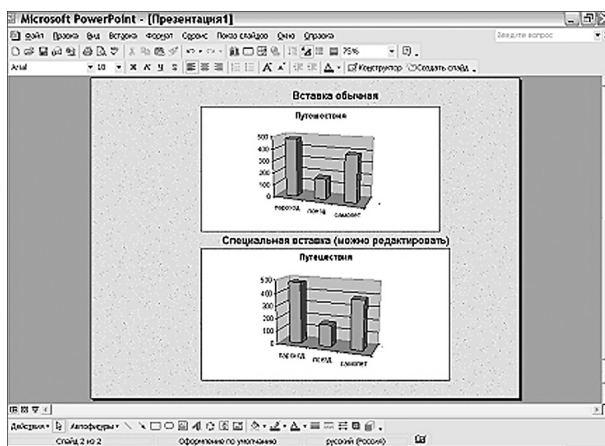 Microsoft PowerPoint - [Презентация1]
Файл Правка Вид Вставка Формат Сервис Показ слайдов Окно Справка
Введите вопрос
75%
Arial 18 Ж К Ч S А Конструктор Создать слайд
Вставка обычная
Путешествия
500
400
300
200
100
0
пароход поезд самолет
Специальная вставка (можно редактировать)
Путешествия
500
400
300
200
100
0
пароход поезд самолет
Действия Автофигуры
Слайд 2 из 2 Оформление по умолчанию русский (Россия)